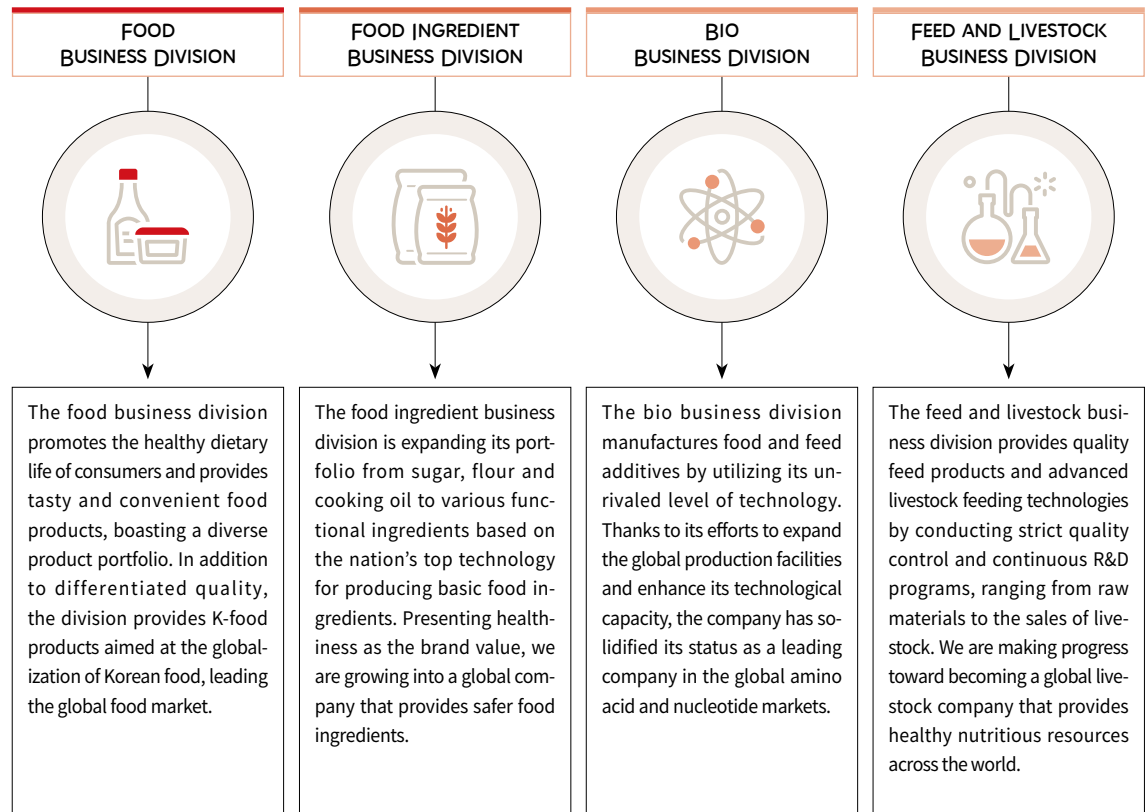 FOOD
BUSINESS DIVISION
The food business division
promotes the healthy dietary
life of consumers and provides
tasty and convenient food
products, boasting a diverse
product portfolio. In addition
to differentiated quality,
the division provides K-food
products aimed at the global-
ization of Korean food, leading
the global food market.
FOOD INGREDIENT
BUSINESS DIVISION
The food ingredient business
division is expanding its port-
folio from sugar, flour and
cooking oil to various func-
tional ingredients based on
the nation's top technology
for producing basic food in-
gredients. Presenting health-
iness as the brand value, we
are growing into a global com-
pany that provides safer food
ingredients.
BIO
BUSINESS DIVISION
The bio business division
manufactures food and feed
additives by utilizing its un-
rivaled level of technology.
Thanks to its efforts to expand
the global production facilities
and enhance its technological
capacity, the company has so-
lidified its status as a leading
company in the global amino
acid and nucleotide markets.
FEED AND LIVESTOCK
BUSINESS DIVISION
The feed and livestock busi-
ness division provides quality
feed products and advanced
livestock feeding technologies
by conducting strict quality
control and continuous R&D
programs, ranging from raw
materials to the sales of live-
stock. We are making progress
toward becoming a global live-
stock company that provides
healthy nutritious resources
across the world.